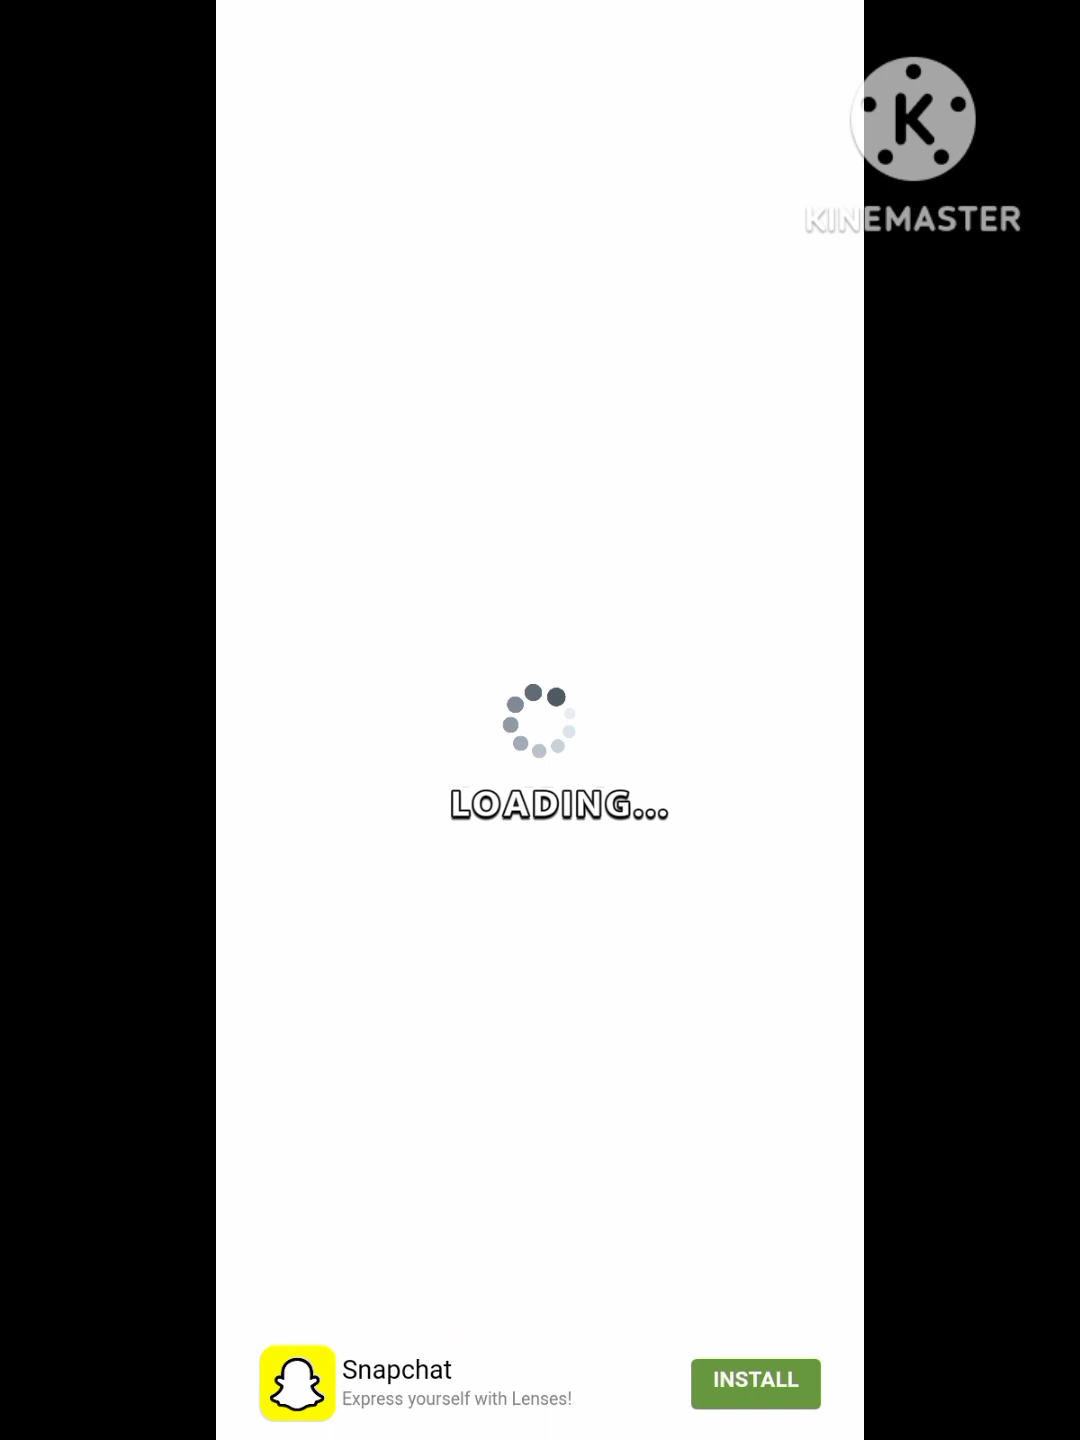 K
KINEMASTER
LOADING...
Snapchat
Express yourself with Lenses!
INSTALL